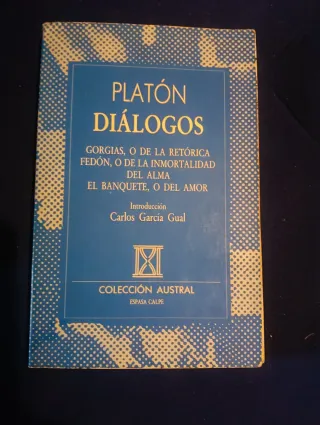 PLATÓN
DIÁLOGOS
GORGIAS, O DE LA RETÓRICA
FEDÓN, O DE LA INMORTALIDAD
DEL ALMA
EL BANQUETE, O DEL AMOR
Introducción
Carlos García Gual
COLECCIÓN AUSTRAL
ESPASA CALPE